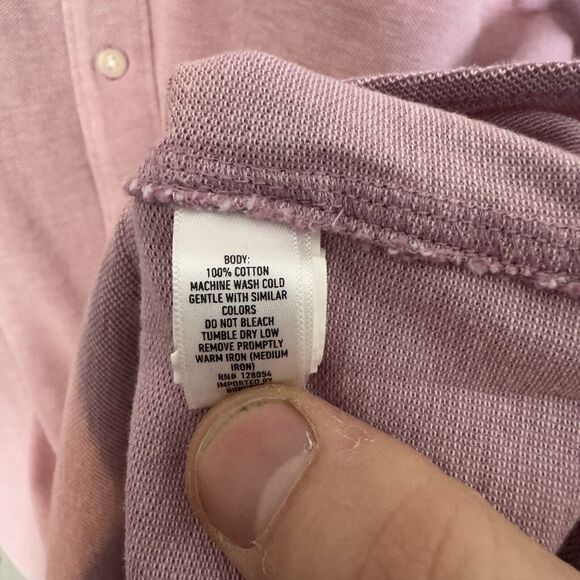 BODY:
100% COTTON
MACHINE WASH COLD
GENTLE WITH SIMILAR
COLORS
DO NOT BLEACH
TUMBLE DRY LOW
REMOVE PROMPTLY
WARM IRON (MEDIUM
IRON)
RN# 128054
IMPORTED BY